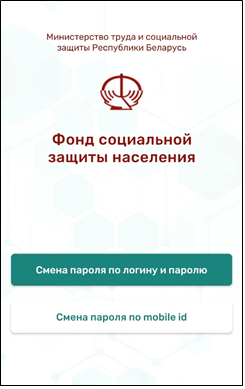 Министерство труда и социальной
защиты Республики Беларусь
Фонд социальной
защиты населения
Смена пароля по логину и паролю
Смена пароля по mobile id